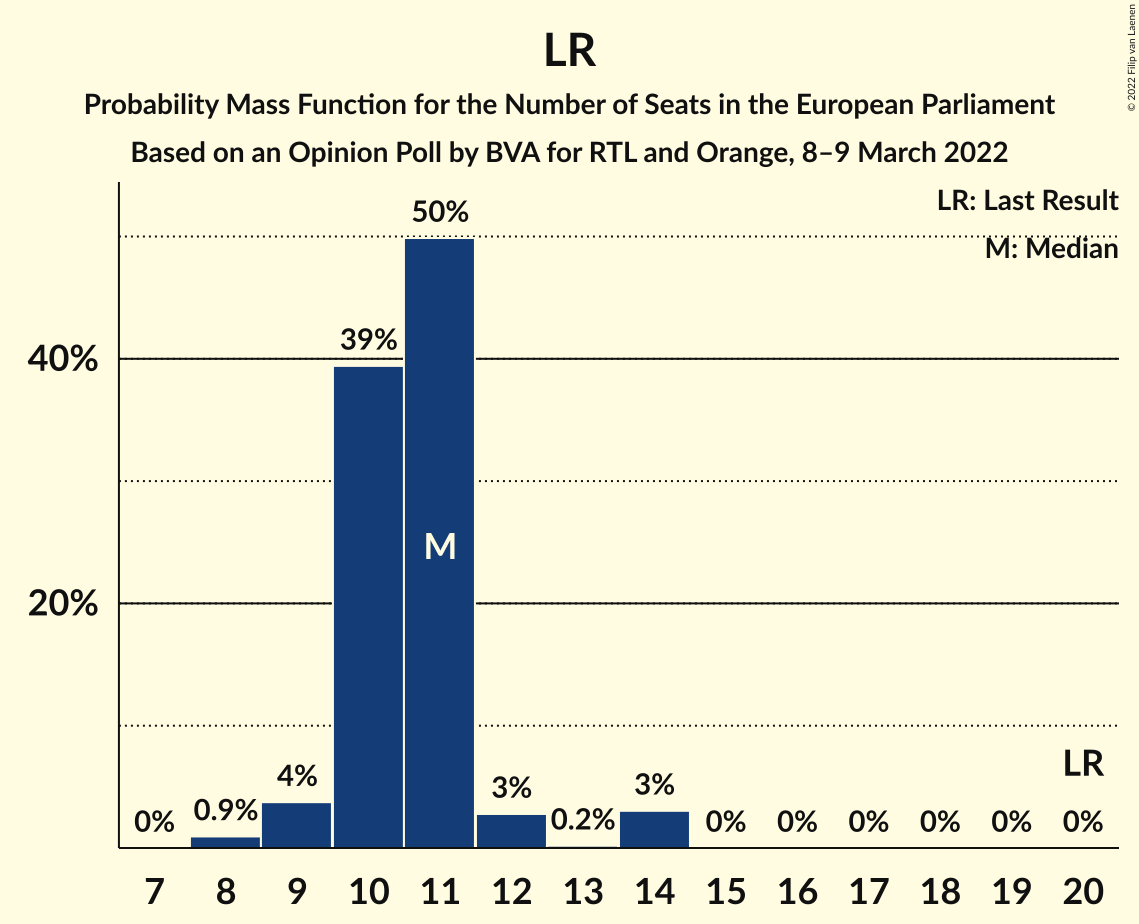 LR
Probability Mass Function for the Number of Seats in the European Parliament
Based on an Opinion Poll by BVA for RTL and Orange, 8–9 March 2022
© 2022 Filip van Laenen
LR: Last Result
M: Median
40%
20%
0%
0.9%
4%
39%
50%
M
3%
0.2%
3%
0%
0%
0%
0%
0%
0%
LR
7 8 9 10 11 12 13 14 15 16 17 18 19 20